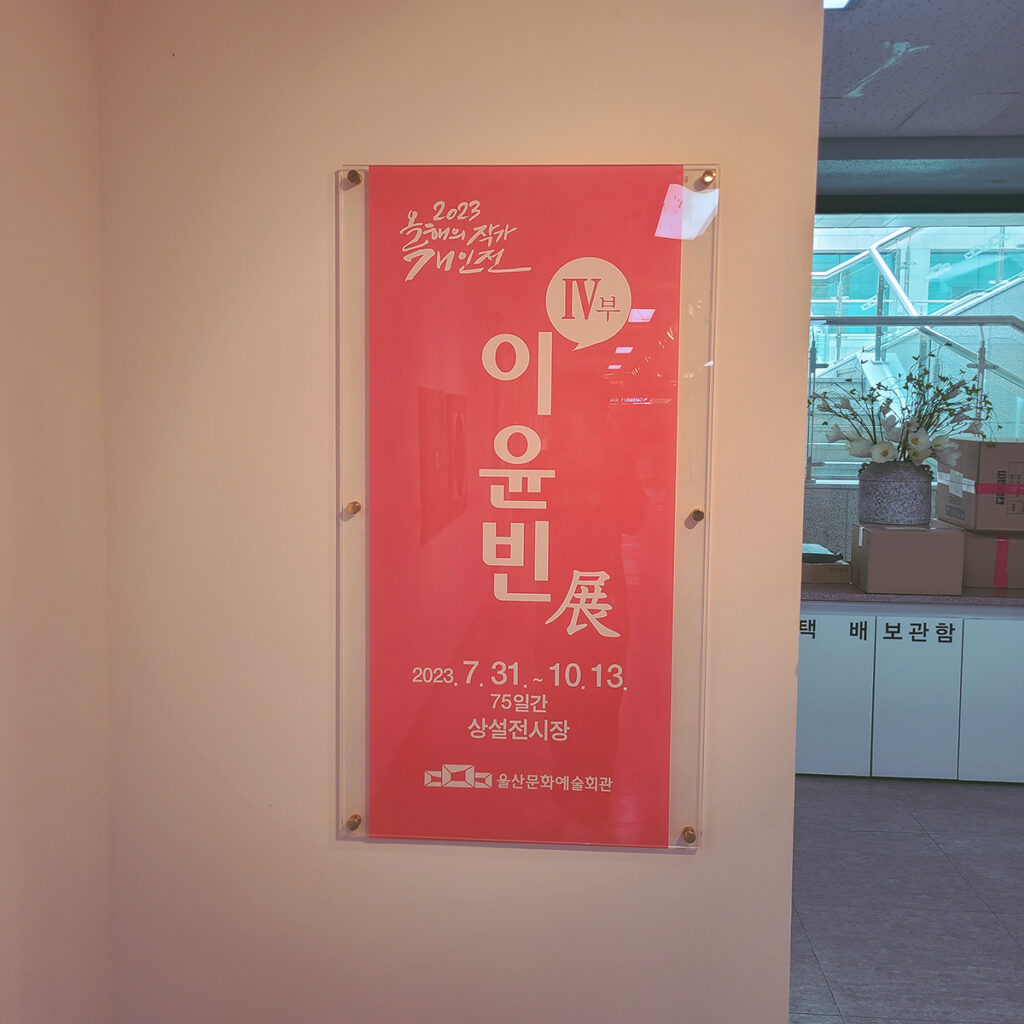 2023
올해의 작가
개인전
IV부
이윤빈展
2023. 7. 31. ~ 10. 13.
75일간
상설전시장
울산문화예술회관
택 배 보관함